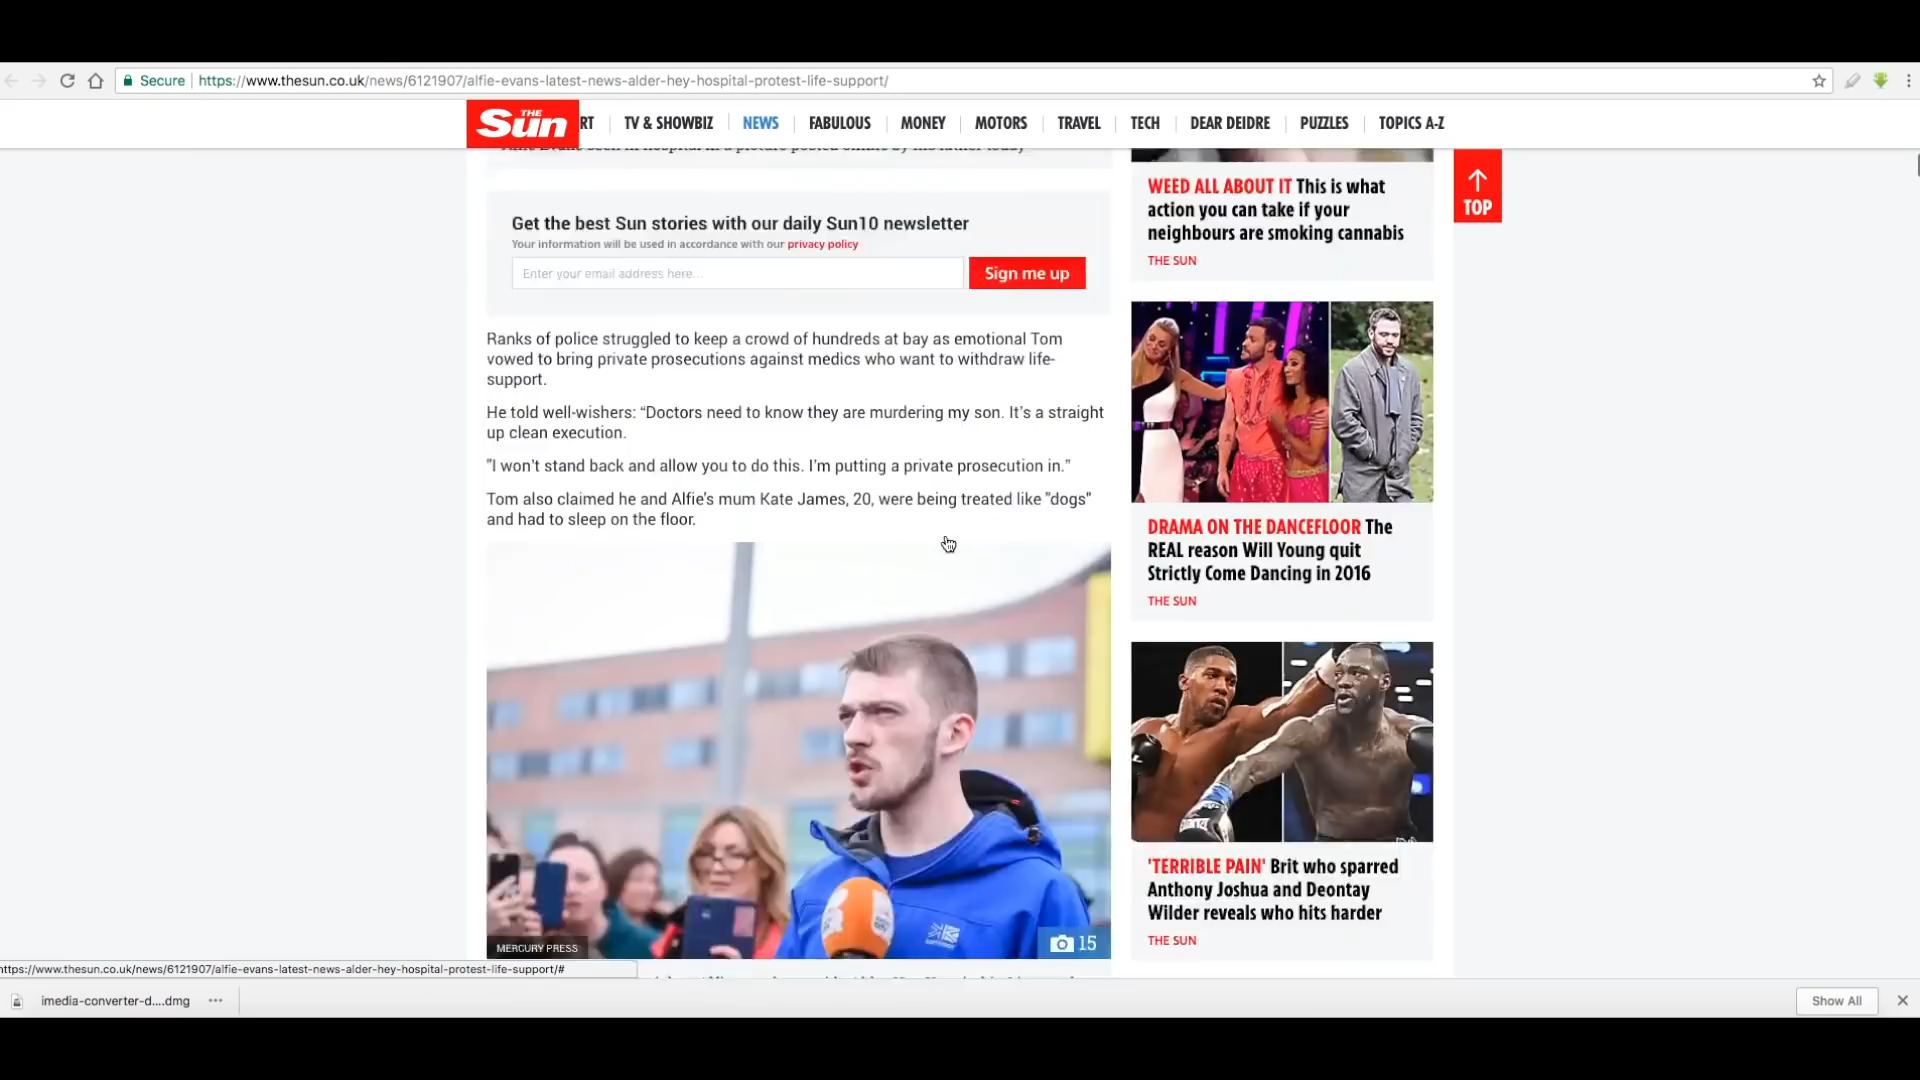 Secure
https://www.thesun.co.uk/news/6121907/alfie-evans-latest-news-alder-hey-hospital-protest-life-support/
THE Sun
RT
TV & SHOWBIZ
NEWS
FABULOUS
MONEY
MOTORS
TRAVEL
TECH
DEAR DEIDRE
PUZZLES
TOPICS A-Z
Get the best Sun stories with our daily Sun10 newsletter
Your information will be used in accordance with our privacy policy
Enter your email address here...
Sign me up
Ranks of police struggled to keep a crowd of hundreds at bay as emotional Tom
vowed to bring private prosecutions against medics who want to withdraw life-
support.
He told well-wishers: “Doctors need to know they are murdering my son. It’s a straight
up clean execution.
"I won’t stand back and allow you to do this. I’m putting a private prosecution in.”
Tom also claimed he and Alfie’s mum Kate James, 20, were being treated like "dogs"
and had to sleep on the floor.
MERCURY PRESS
15
WEED ALL ABOUT IT This is what
action you can take if your
neighbours are smoking cannabis
THE SUN
DRAMA ON THE DANCEFLOOR The
REAL reason Will Young quit
Strictly Come Dancing in 2016
THE SUN
'TERRIBLE PAIN' Brit who sparred
Anthony Joshua and Deontay
Wilder reveals who hits harder
THE SUN
TOP
https://www.thesun.co.uk/news/6121907/alfie-evans-latest-news-alder-hey-hospital-protest-life-support/#
imedia-converter-d....dmg
Show All